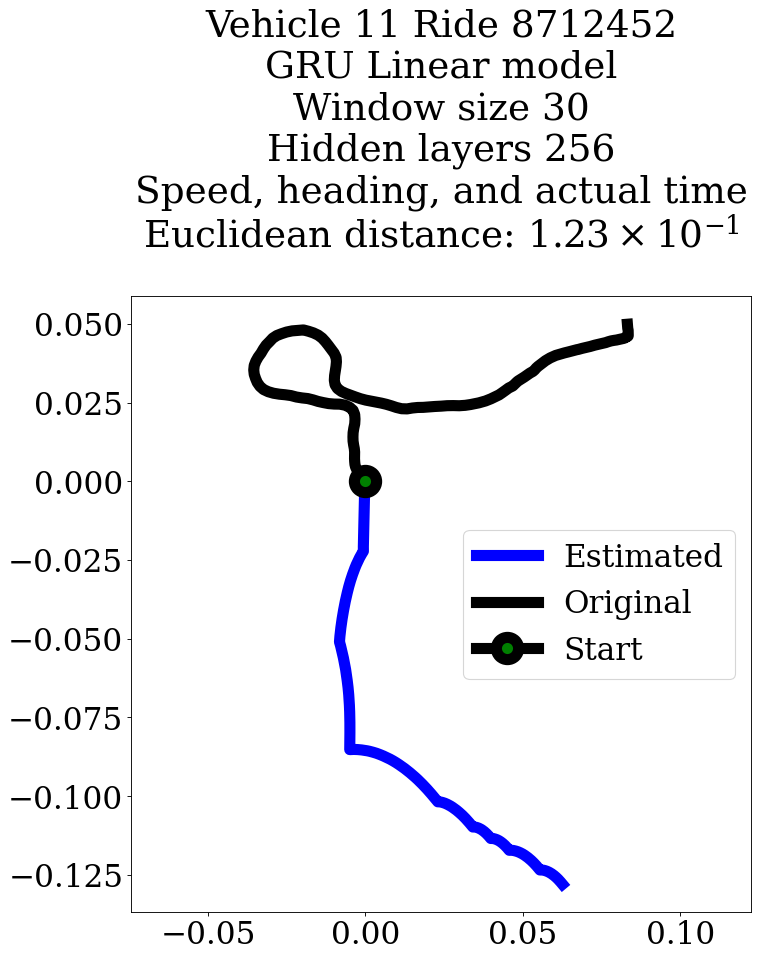 Vehicle 11 Ride 8712452
GRU Linear model
Window size 30
Hidden layers 256
Speed, heading, and actual time
Euclidean distance: 1.23 × 10⁻¹
0.050
0.025
0.000
−0.025
−0.050
−0.075
−0.100
−0.125
Estimated
Original
Start
−0.05 0.00 0.05 0.10